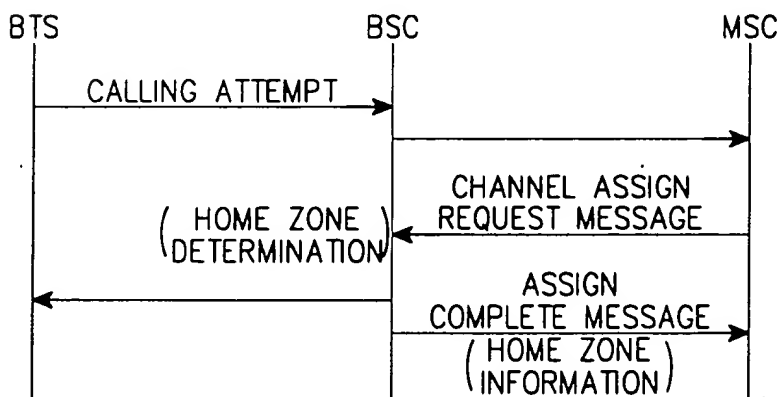 BTS BSC MSC
CALLING ATTEMPT
CHANNEL ASSIGN
REQUEST MESSAGE
(HOME ZONE
DETERMINATION)
ASSIGN
COMPLETE MESSAGE
(HOME ZONE
INFORMATION)